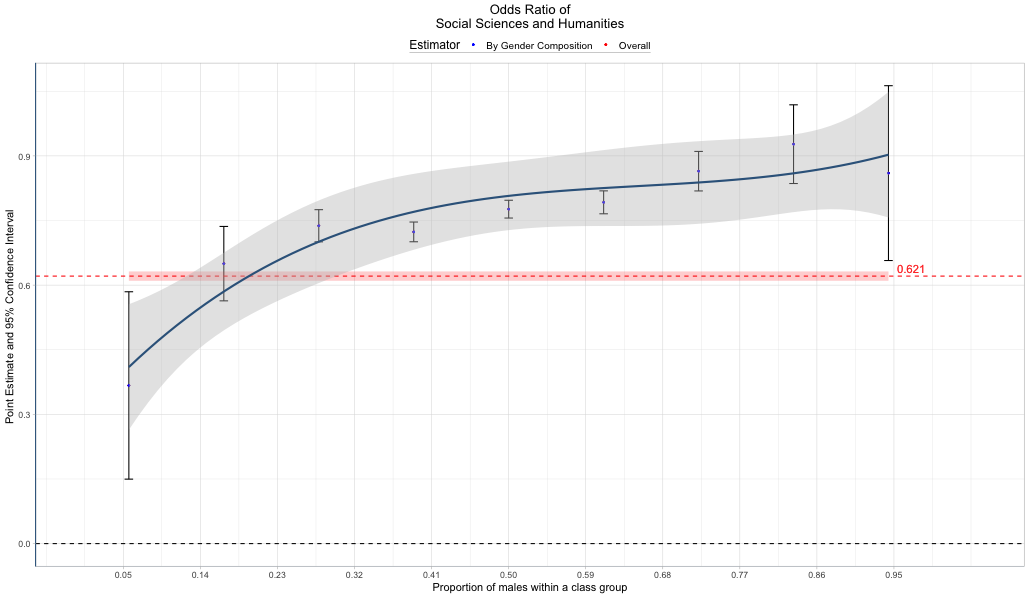 Odds Ratio of
Social Sciences and Humanities
Estimator By Gender Composition Overall
Point Estimate and 95% Confidence Interval
0.9
0.6
0.3
0.0
0.621
0.05 0.14 0.23 0.32 0.41 0.50 0.59 0.68 0.77 0.86 0.95
Proportion of males within a class group